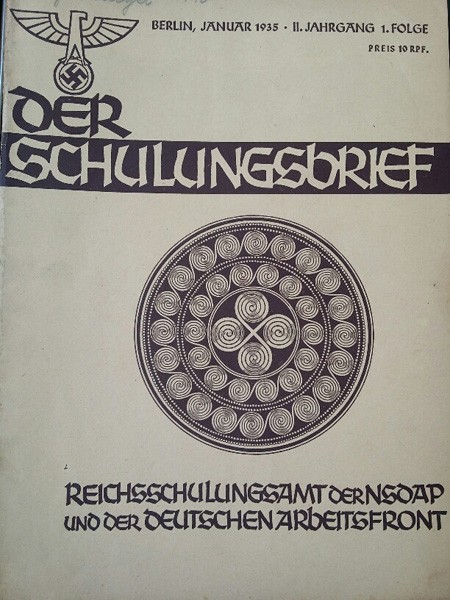 BERLIN, JANUAR 1935 · II. JAHRGANG 1. FOLGE
PREIS 10 RPF.
DER
SCHULUNGSBRIEF
REICHSSCHULUNGSAMT DER NSDAP
UND DER DEUTSCHEN ARBEITSFRONT